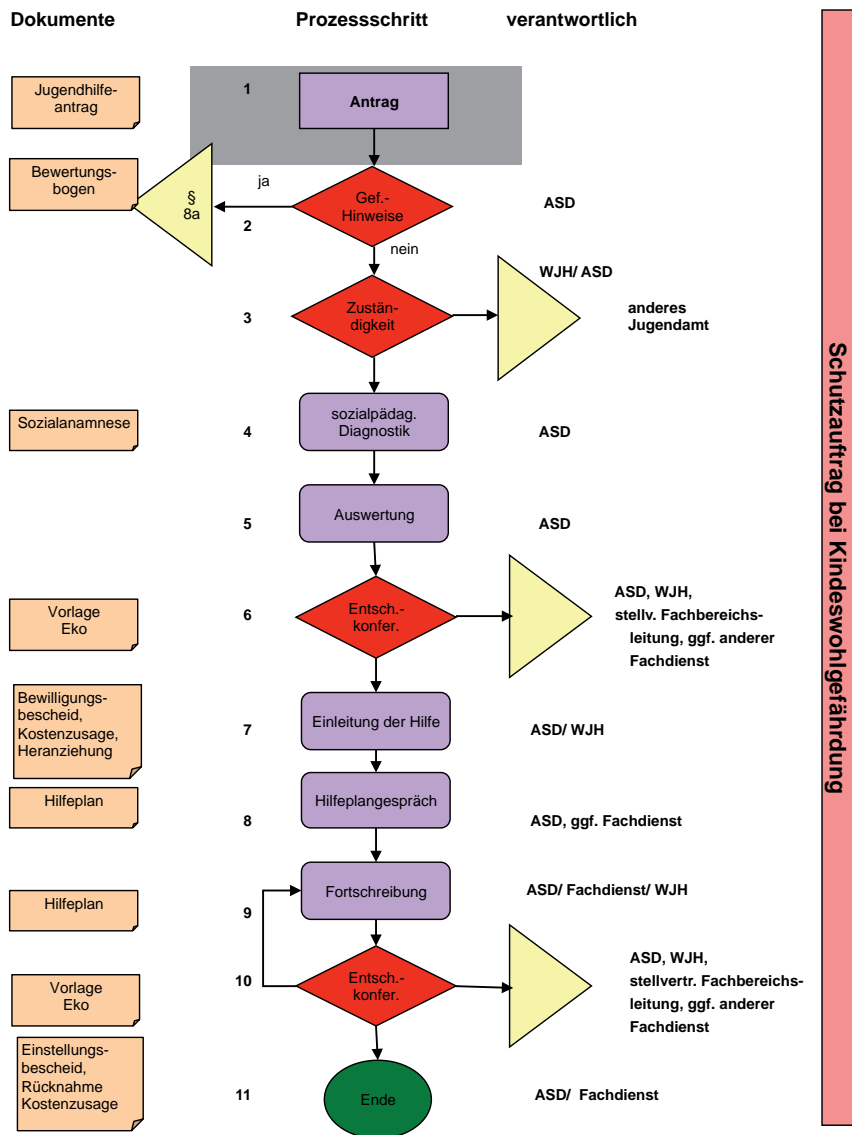 Dokumente Prozessschritt verantwortlich
Jugendhilfe-
antrag
1
Antrag
Bewertungs-
bogen
§
8a
ja
2
Gef.-
Hinweise
ASD
nein
WJH/ ASD
3
Zustän-
digkeit
anderes
Jugendamt
Sozialanamnese
4
sozialpädag.
Diagnostik
ASD
5
Auswertung
ASD
Vorlage
Eko
6
Entsch.-
konfer.
ASD, WJH,
stellv. Fachbereichs-
leitung, ggf. anderer
Fachdienst
Bewilligungs-
bescheid,
Kostenzusage,
Heranziehung
7
Einleitung der Hilfe
ASD/ WJH
Hilfeplan
8
Hilfeplangespräch
ASD, ggf. Fachdienst
Hilfeplan
9
Fortschreibung
ASD/ Fachdienst/ WJH
Vorlage
Eko
10
Entsch.-
konfer.
ASD, WJH,
stellvertr. Fachbereichs-
leitung, ggf. anderer
Fachdienst
Einstellungs-
bescheid,
Rücknahme
Kostenzusage
11
Ende
ASD/ Fachdienst
Schutzauftrag bei Kindeswohlgefährdung